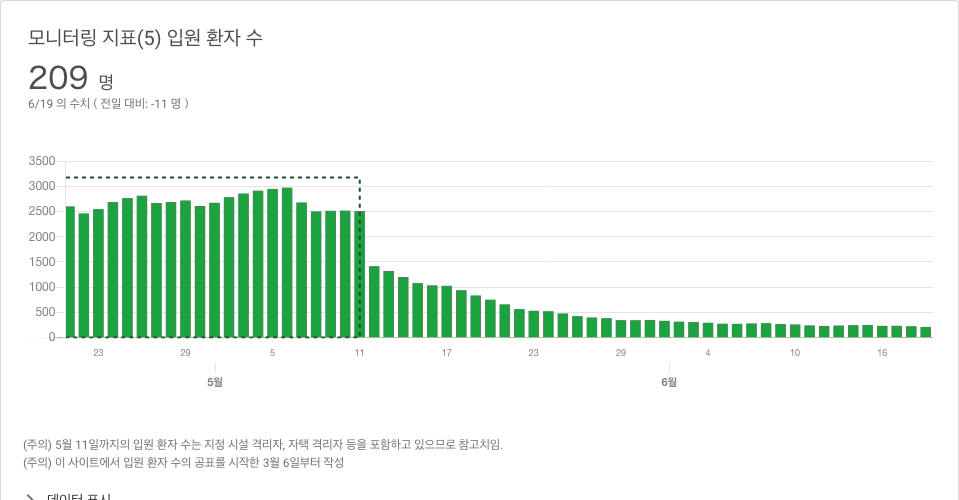 모니터링 지표(5) 입원 환자 수
209 명
6/19 의 수치 ( 전일 대비: -11 명 )
3500
3000
2500
2000
1500
1000
500
0
23 29 5 11 17 23 29 4 10 16
5월 6월
(주의) 5월 11일까지의 입원 환자 수는 지정 시설 격리자, 자택 격리자 등을 포함하고 있으므로 참고치임.
(주의) 이 사이트에서 입원 환자 수의 공표를 시작한 3월 6일부터 작성
데이터 표시